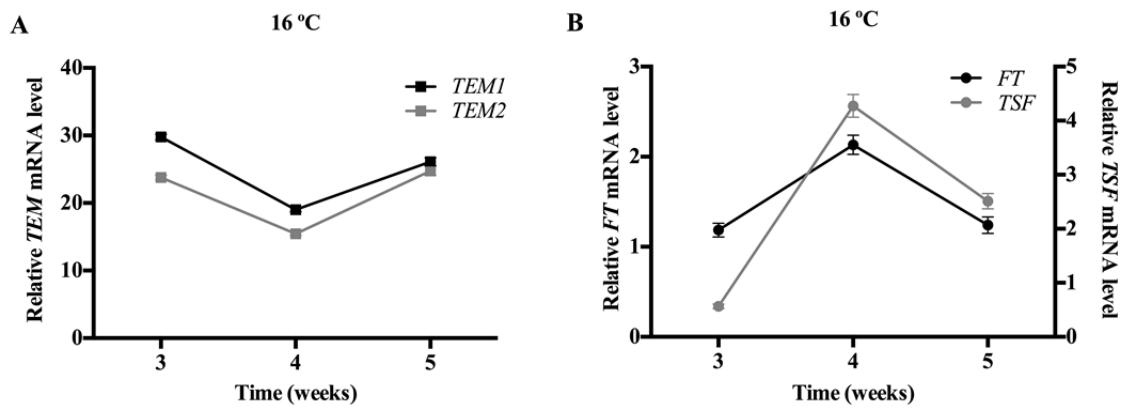 A
16 ºC
40
30
20
10
0
Relative TEM mRNA level
TEM1
TEM2
3 4 5
Time (weeks)
B
16 ºC
3
2
1
0
Relative FT mRNA level
FT
TSF
5
4
3
2
1
0
Relative TSF mRNA level
3 4 5
Time (weeks)